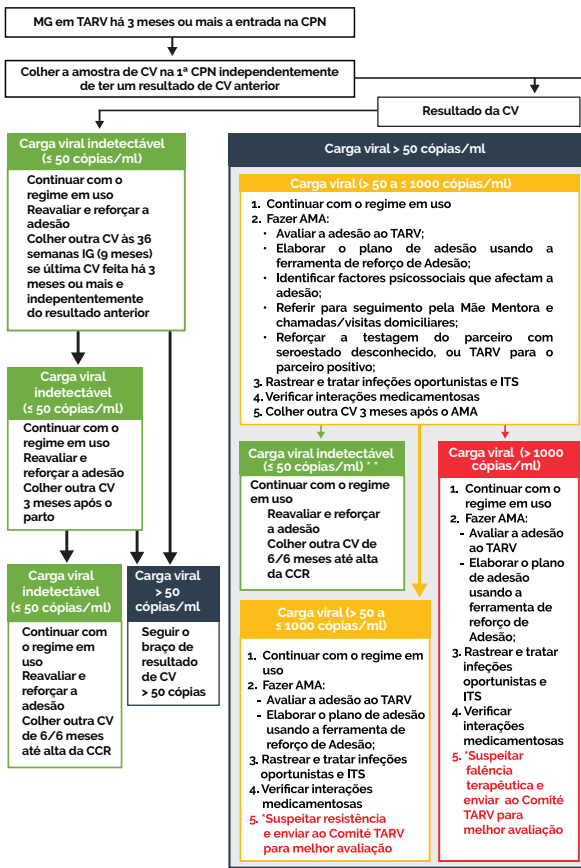 MG em TARV há 3 meses ou mais a entrada na CPN
Colher a amostra de CV na 1ª CPN independentemente
de ter um resultado de CV anterior
Resultado da CV
Carga viral indetectável
(≤ 50 cópias/ml)
Continuar com o
regime em uso
Reavaliar e reforçar a
adesão
Colher outra CV às 36
semanas IG (9 meses)
se última CV feita há 3
meses ou mais e
indepententemente
do resultado anterior
Carga viral
indetectável
(≤ 50 cópias/ml)
Continuar com o
regime em uso
Reavaliar e
reforçar a adesão
Colher outra CV
3 meses após o
parto
Carga viral
indetectável
(≤ 50 cópias/ml)
Continuar com
o regime em
uso
Reavaliar e
reforçar a
adesão
Colher outra CV
de 6/6 meses
até alta da CCR
Carga viral
> 50
cópias/ml
Seguir o
braço de
resultado
de CV
> 50 cópias
Carga viral > 50 cópias/ml
Carga viral (> 50 a ≤ 1000 cópias/ml)
1. Continuar com o regime em uso
2. Fazer AMA:
• Avaliar a adesão ao TARV;
• Elaborar o plano de adesão usando a
ferramenta de reforço de Adesão;
• Identificar factores psicossociais que afectam a
adesão;
• Referir para seguimento pela Mãe Mentora e
chamadas/visitas domiciliares;
• Reforçar a testagem do parceiro com
seroestado desconhecido, ou TARV para o
parceiro positivo;
3. Rastrear e tratar infeções oportunistas e ITS
4. Verificar interações medicamentosas
5. Colher outra CV 3 meses após o AMA
Carga viral indetectável
(≤ 50 cópias/ml) * *
Continuar com o regime
em uso
Reavaliar e reforçar
a adesão
Colher outra CV de
6/6 meses até alta
da CCR
Carga viral (> 50 a
≤ 1000 cópias/ml)
1. Continuar com o regime em
uso
2. Fazer AMA:
- Avaliar a adesão ao TARV
- Elaborar o plano de adesão
usando a ferramenta de
reforço de Adesão;
3. Rastrear e tratar infeções
oportunistas e ITS
4. Verificar interações
medicamentosas
5. *Suspeitar resistência
e enviar ao Comité TARV
para melhor avaliação
Carga viral (> 1000
cópias/ml)
1. Continuar com o
regime em uso
2. Fazer AMA:
- Avaliar a adesão
ao TARV
- Elaborar o plano
de adesão
usando a
ferramenta de
reforço de
Adesão;
3. Rastrear e tratar
infeções
oportunistas e
ITS
4. Verificar
interações
medicamentosas
5. *Suspeitar
falência
terapêutica e
enviar ao Comité
TARV para
melhor avaliação